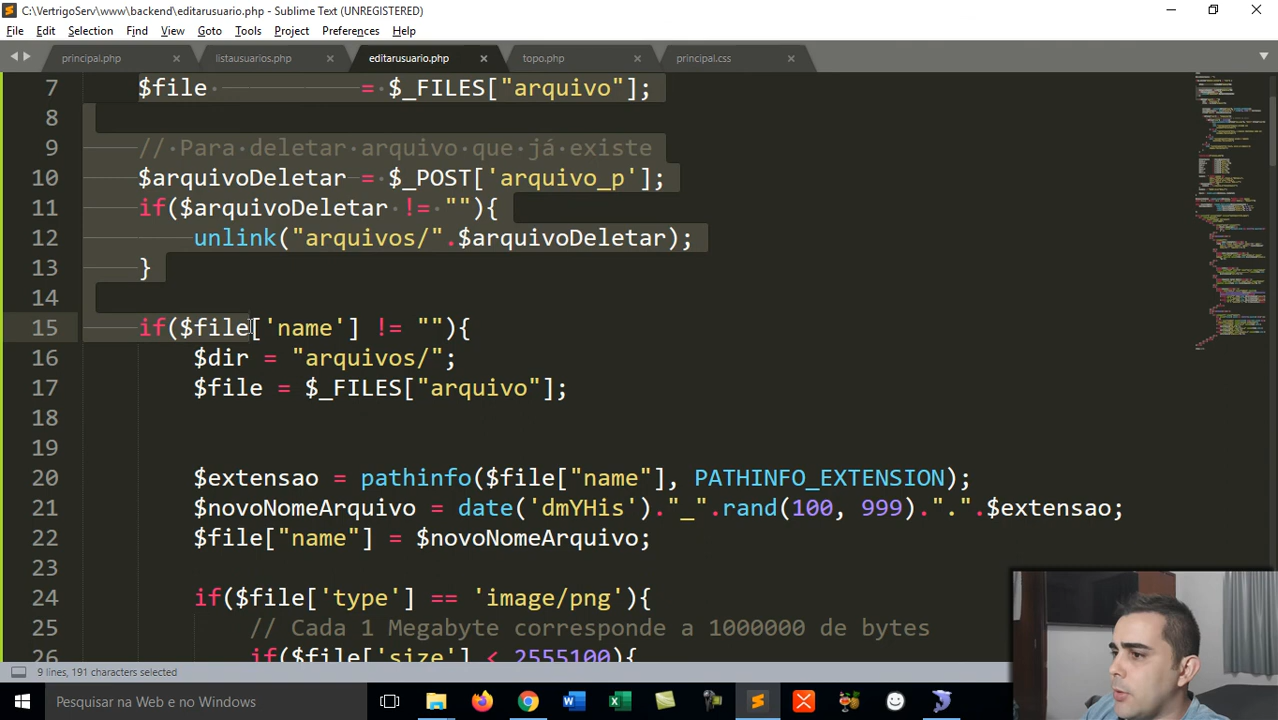 C:\VertrigoServ\www\backend\editarusuario.php - Sublime Text (UNREGISTERED)
File Edit Selection Find View Goto Tools Project Preferences Help
principal.php × listausuarios.php × editarusuario.php × topo.php × principal.css ×
7 $file = $_FILES["arquivo"];
8
9 // Para deletar arquivo que já existe
10 $arquivoDeletar = $_POST['arquivo_p'];
11 if($arquivoDeletar != ""){
12 unlink("arquivos/".$arquivoDeletar);
13 }
14
15 if($file['name'] != ""){
16 $dir = "arquivos/";
17 $file = $_FILES["arquivo"];
18
19
20 $extensao = pathinfo($file["name"], PATHINFO_EXTENSION);
21 $novoNomeArquivo = date('dmYHis')."_".rand(100, 999).".".$extensao;
22 $file["name"] = $novoNomeArquivo;
23
24 if($file['type'] == 'image/png'){
25 // Cada 1 Megabyte corresponde a 1000000 de bytes
26 if($file['size'] < 2555100){
9 lines, 191 characters selected
Pesquisar na Web e no Windows